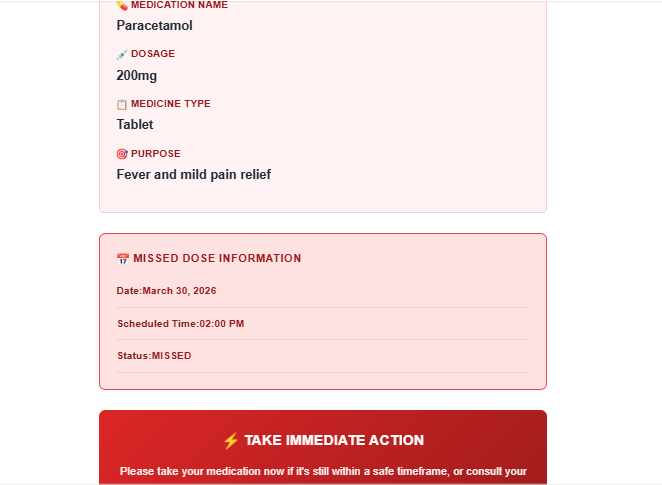 💊 MEDICATION NAME
Paracetamol
💉 DOSAGE
200mg
📋 MEDICINE TYPE
Tablet
🎯 PURPOSE
Fever and mild pain relief
📅 MISSED DOSE INFORMATION
Date:March 30, 2026
Scheduled Time:02:00 PM
Status:MISSED
⚡ TAKE IMMEDIATE ACTION
Please take your medication now if it's still within a safe timeframe, or consult your